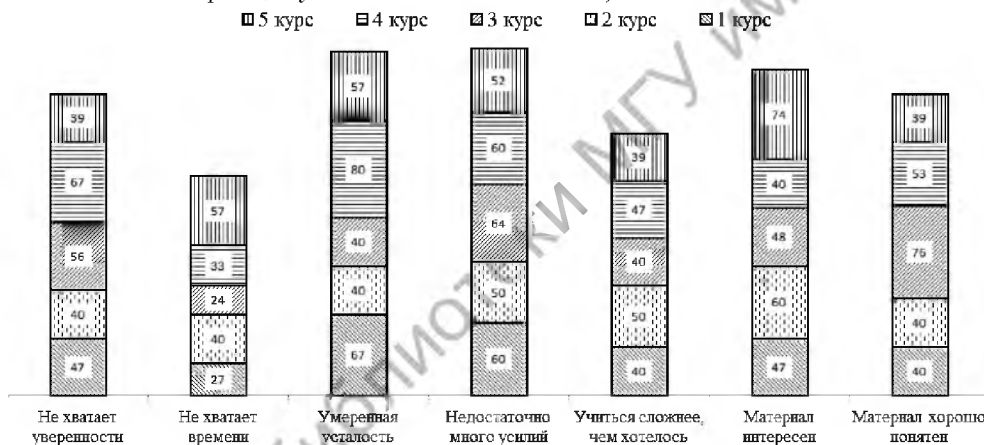 5 курс 4 курс 3 курс 2 курс 1 курс
39
67
56
40
47
57
33
24
40
27
57
80
40
40
67
52
60
64
50
60
39
47
40
50
40
74
40
48
60
47
39
53
76
40
40
Не хватает
уверенности
Не хватает
времени
Умеренная
усталость
Недостаточно
много усилий
Учиться сложнее,
чем хотелось
Материал
интересен
Материал хорошо
понятен
библиотеки МГУ им